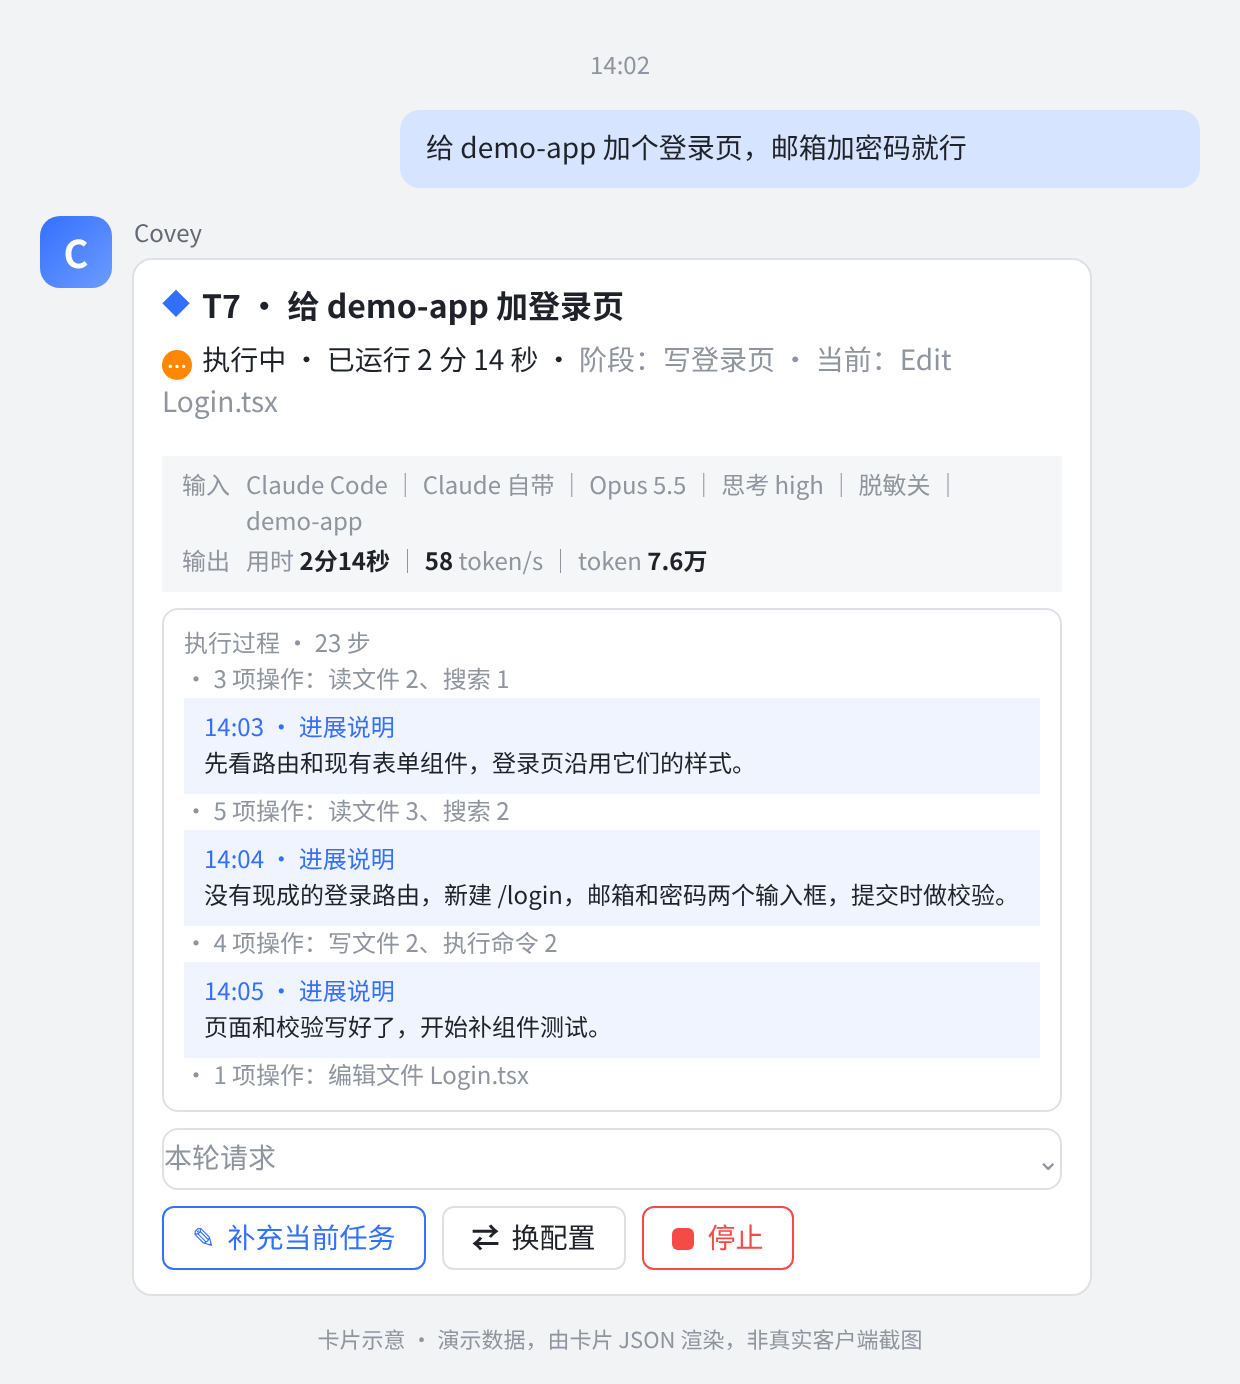 14:02
给 demo-app 加个登录页，邮箱加密码就行
C
Covey
T7 · 给 demo-app 加登录页
执行中 · 已运行 2 分 14 秒 · 阶段：写登录页 · 当前：Edit
Login.tsx
输入 Claude Code ｜ Claude 自带 ｜ Opus 5.5 ｜ 思考 high ｜ 脱敏关 ｜
demo-app
输出 用时 2分14秒 ｜ 58 token/s ｜ token 7.6万
执行过程 · 23 步
· 3 项操作：读文件 2、搜索 1
14:03 · 进展说明
先看路由和现有表单组件，登录页沿用它们的样式。
· 5 项操作：读文件 3、搜索 2
14:04 · 进展说明
没有现成的登录路由，新建 /login，邮箱和密码两个输入框，提交时做校验。
· 4 项操作：写文件 2、执行命令 2
14:05 · 进展说明
页面和校验写好了，开始补组件测试。
· 1 项操作：编辑文件 Login.tsx
本轮请求
补充当前任务 换配置 停止
卡片示意 · 演示数据，由卡片 JSON 渲染，非真实客户端截图